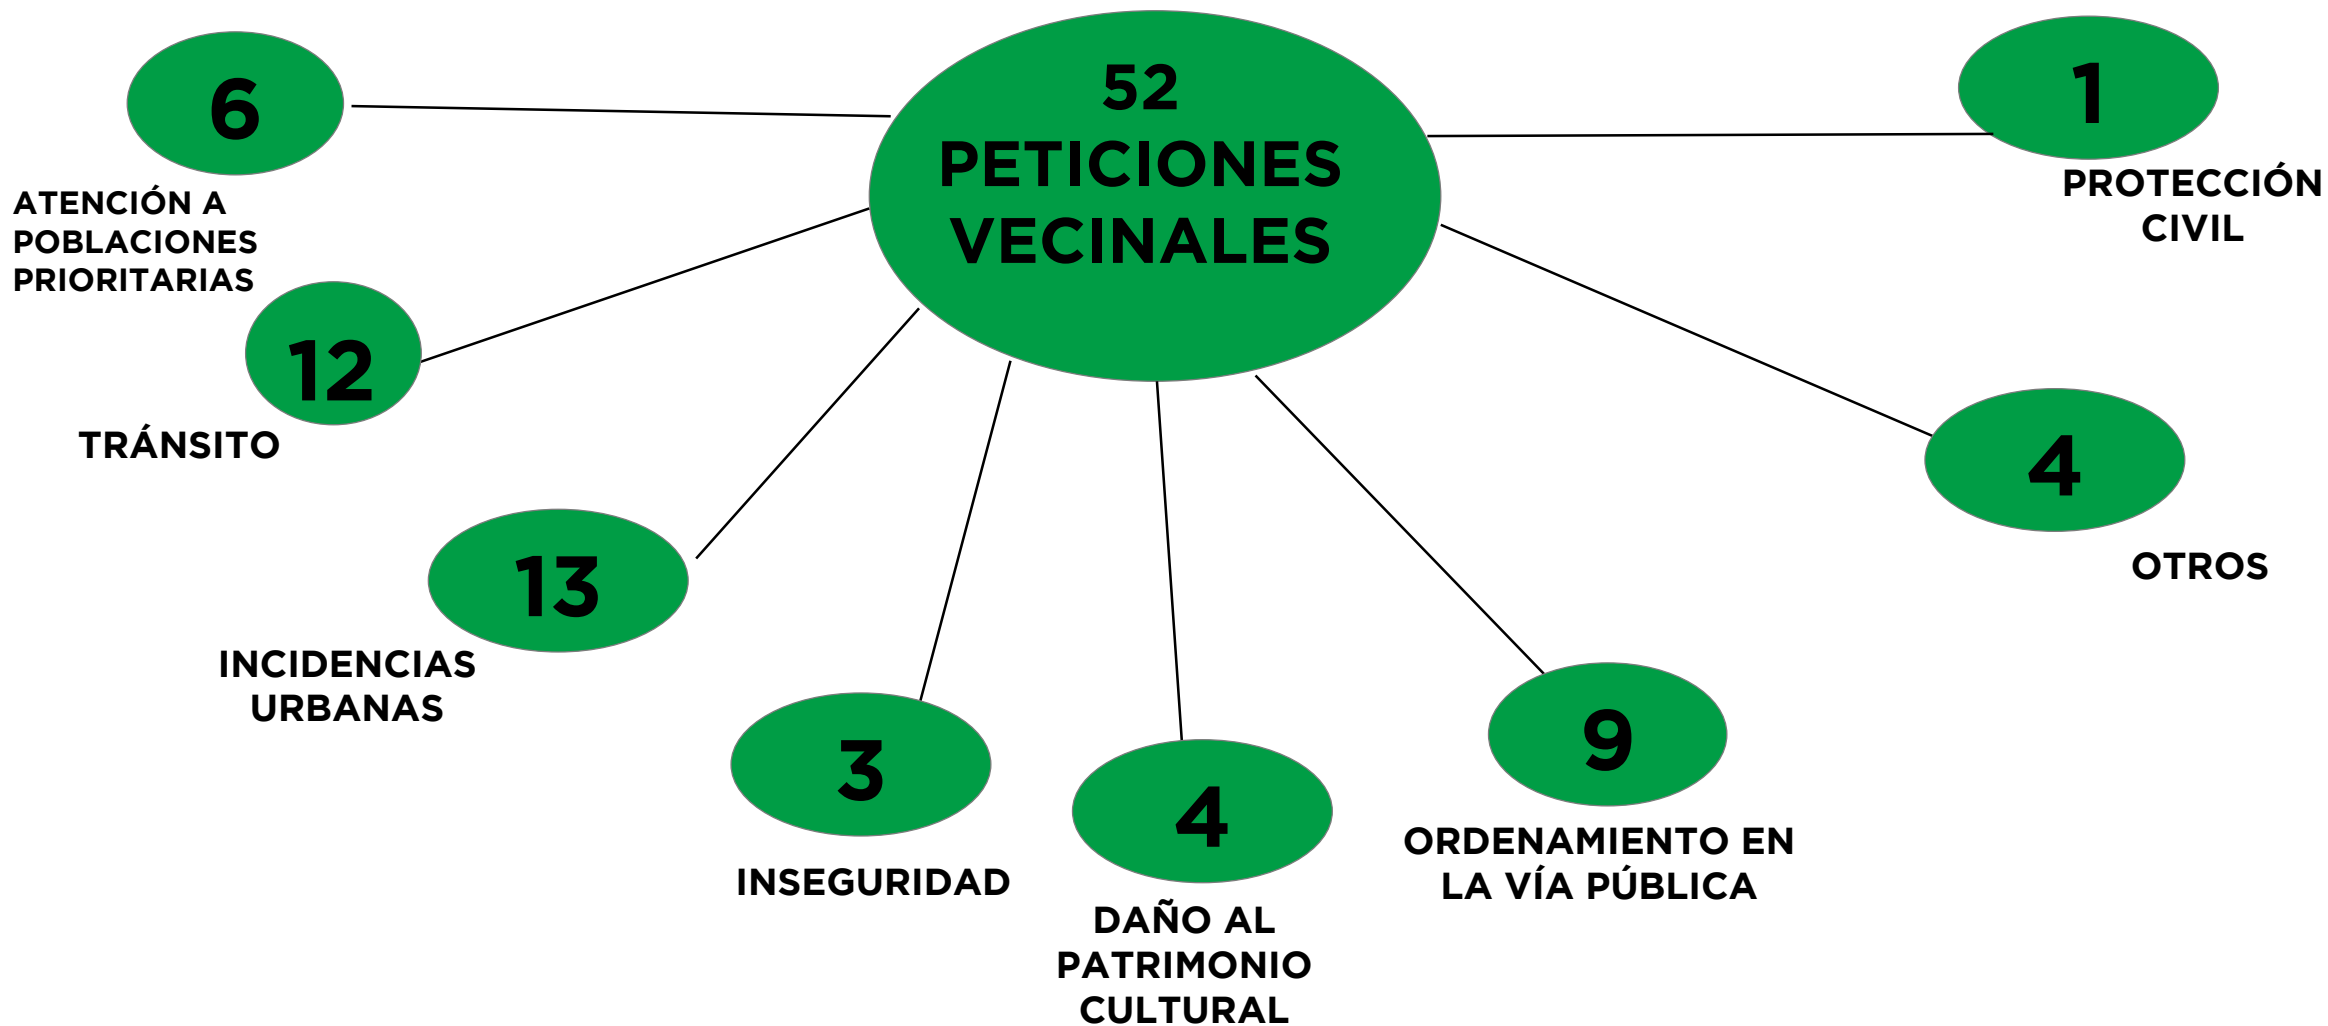 52
PETICIONES
VECINALES
6
ATENCIÓN A
POBLACIONES
PRIORITARIAS
12
TRÁNSITO
13
INCIDENCIAS
URBANAS
3
INSEGURIDAD
4
DAÑO AL
PATRIMONIO
CULTURAL
9
ORDENAMIENTO EN
LA VÍA PÚBLICA
4
OTROS
1
PROTECCIÓN
CIVIL